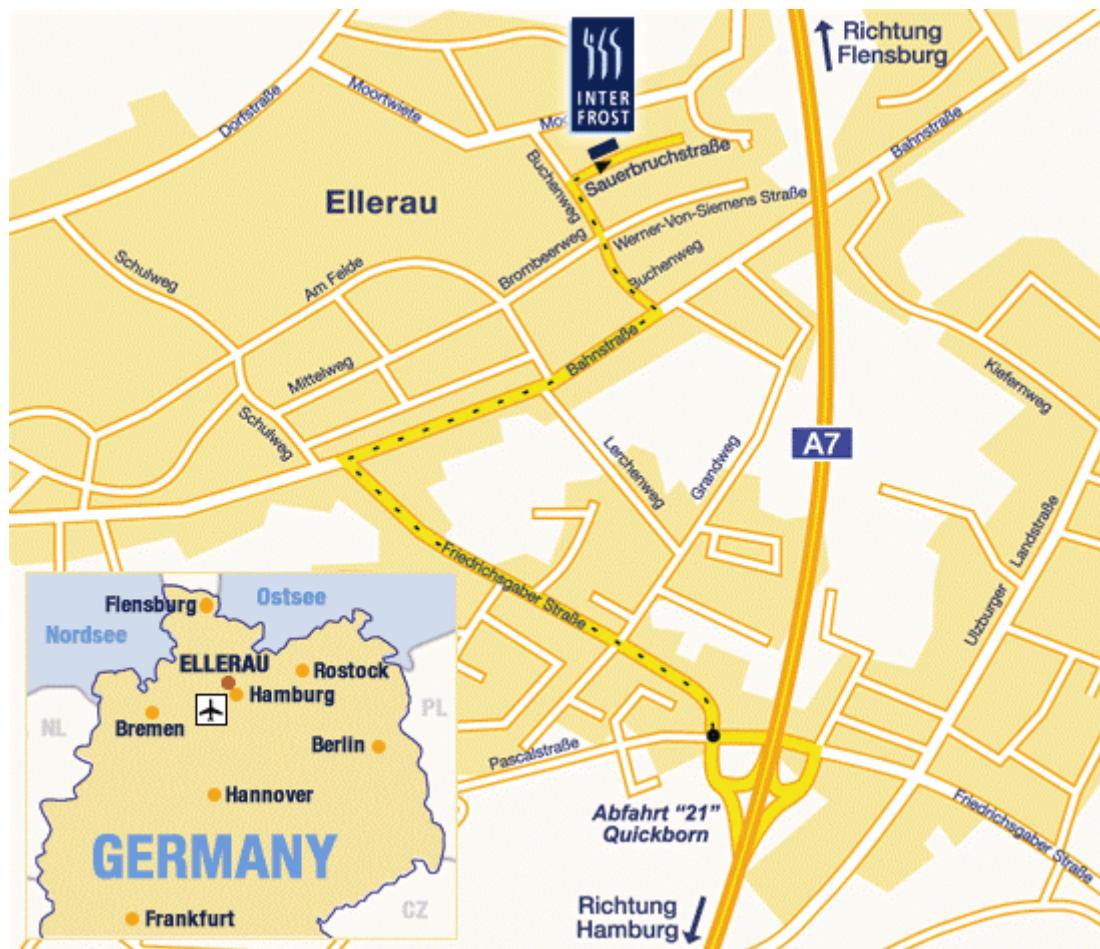 Richtung
Flensburg
INTER
FROST
Dorfstraße
Moortwiete
Bahnstraße
Buchenweg
Sauerbruchstraße
Ellerau
Werner-Von-Siemens Straße
Schulweg
Am Felde
Brombeerweg
Buchenweg
Mittelweg
Bahnstraße
Kiefernweg
Schulweg
A7
Lerchenweg
Grandweg
Ulzburger Landstraße
Friedrichsgaber Straße
Pascalstraße
Abfahrt "21"
Quickborn
Friedrichsgaber Straße
Richtung
Hamburg
Flensburg
Ostsee
Nordsee
ELLERAU
Rostock
Hamburg
NL
PL
Bremen
Berlin
Hannover
GERMANY
CZ
Frankfurt